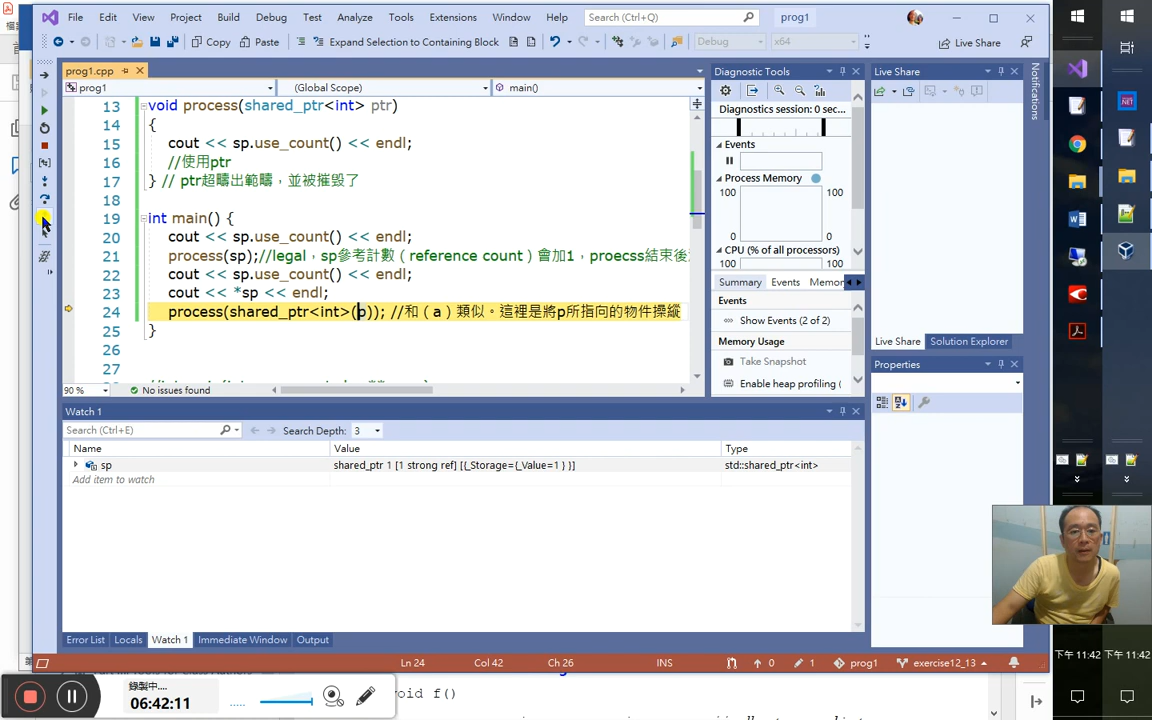 File Edit View Project Build Debug Test Analyze Tools Extensions Window Help Search (Ctrl+Q) prog1
Copy Paste Expand Selection to Containing Block Debug x64 Live Share
prog1.cpp
prog1 (Global Scope) main()
13 void process(shared_ptr<int> ptr)
14 {
15 cout << sp.use_count() << endl;
16 //使用ptr
17 } // ptr超疇出範疇，並被摧毀了
18
19 int main() {
20 cout << sp.use_count() << endl;
21 process(sp);//legal，sp參考計數（reference count）會加1，proecss結束後
22 cout << sp.use_count() << endl;
23 cout << *sp << endl;
24 process(shared_ptr<int>(p)); //和（a）類似。這裡是將p所指向的物件操縱
25 }
26
27
90 % No issues found
Diagnostic Tools
Diagnostics session: 0 sec...
Events
Process Memory
100 100
0 0
CPU (% of all processors)
100 100
Summary Events Memor
Events
Show Events (2 of 2)
Memory Usage
Take Snapshot
Enable heap profiling (
Live Share
Live Share Solution Explorer
Properties
Notifications
Watch 1
Search (Ctrl+E) Search Depth: 3
Name Value Type
sp shared_ptr 1 [1 strong ref] [{_Storage={_Value=1 } }] std::shared_ptr<int>
Add item to watch
Error List Locals Watch 1 Immediate Window Output
Ln 24 Col 42 Ch 26 INS 0 1 prog1 exercise12_13
錄製中....
06:42:11
void f()
下午 11:42 下午 11:42